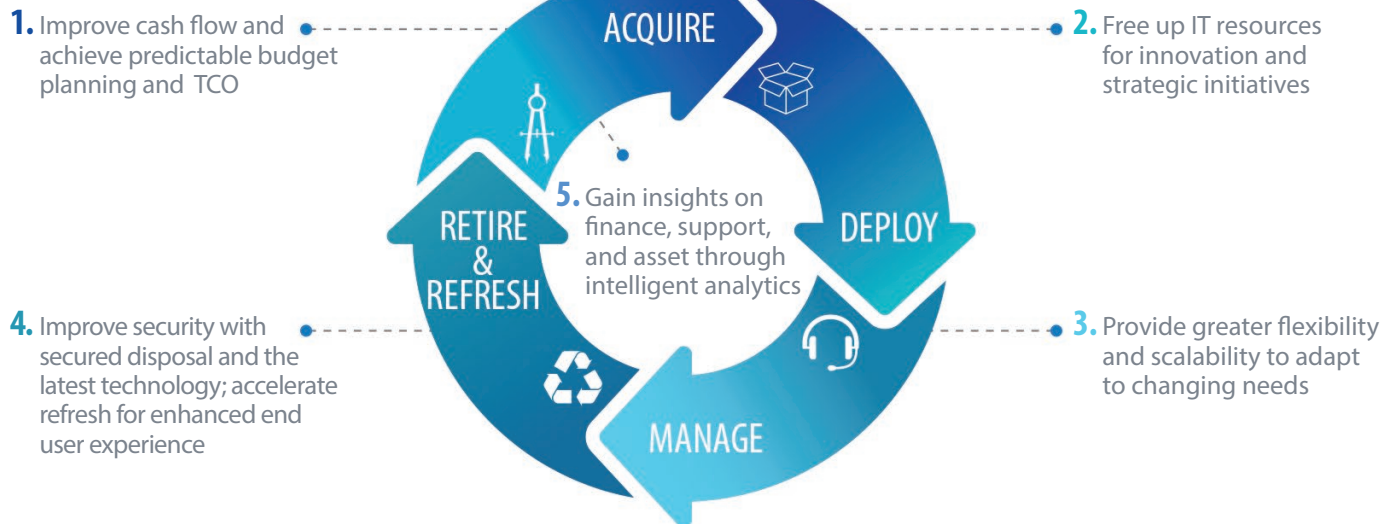 1. Improve cash flow and
achieve predictable budget
planning and TCO
ACQUIRE
2. Free up IT resources
for innovation and
strategic initiatives
5. Gain insights on
finance, support,
and asset through
intelligent analytics
RETIRE
&
REFRESH
DEPLOY
4. Improve security with
secured disposal and the
latest technology; accelerate
refresh for enhanced end
user experience
3. Provide greater flexibility
and scalability to adapt
to changing needs
MANAGE